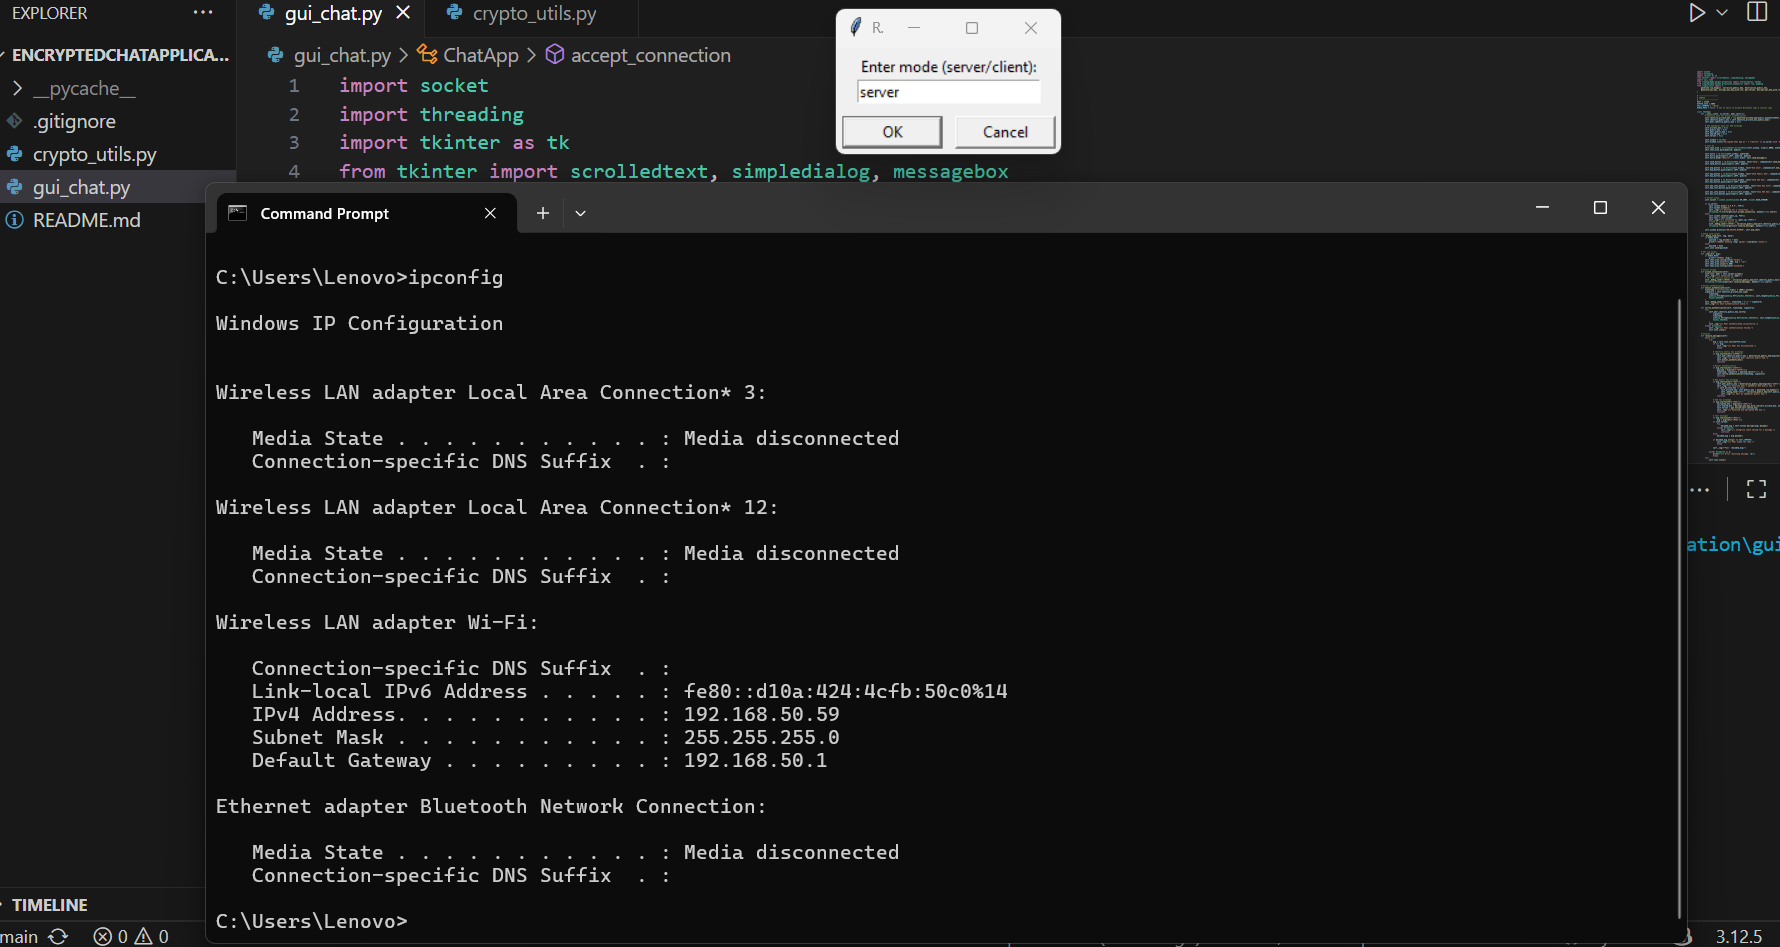 EXPLORER
ENCRYPTEDCHATAPPLICA...
__pycache__
.gitignore
crypto_utils.py
gui_chat.py
README.md
TIMELINE
gui_chat.py
crypto_utils.py
gui_chat.py > ChatApp > accept_connection
1 import socket
2 import threading
3 import tkinter as tk
4 from tkinter import scrolledtext, simpledialog, messagebox
R.
Enter mode (server/client):
server
OK Cancel
Command Prompt
C:\Users\Lenovo>ipconfig
Windows IP Configuration
Wireless LAN adapter Local Area Connection* 3:
Media State . . . . . . . . . . . : Media disconnected
Connection-specific DNS Suffix . :
Wireless LAN adapter Local Area Connection* 12:
Media State . . . . . . . . . . . : Media disconnected
Connection-specific DNS Suffix . :
Wireless LAN adapter Wi-Fi:
Connection-specific DNS Suffix . :
Link-local IPv6 Address . . . . . : fe80::d10a:424:4cfb:50c0%14
IPv4 Address. . . . . . . . . . . : 192.168.50.59
Subnet Mask . . . . . . . . . . . : 255.255.255.0
Default Gateway . . . . . . . . . : 192.168.50.1
Ethernet adapter Bluetooth Network Connection:
Media State . . . . . . . . . . . : Media disconnected
Connection-specific DNS Suffix . :
C:\Users\Lenovo>
ation\gui
main 0 0
3.12.5